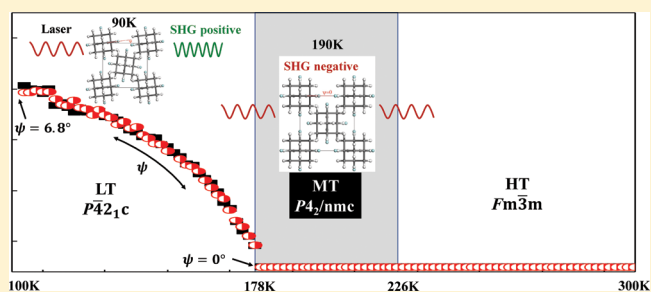 90K
Laser
SHG positive
190K
SHG negative
ψ=0
ψ = 6.8°
ψ
LT
P4̅2₁c
MT
P4₂/nmc
HT
Fm3̅m
ψ = 0°
100K
178K
226K
300K